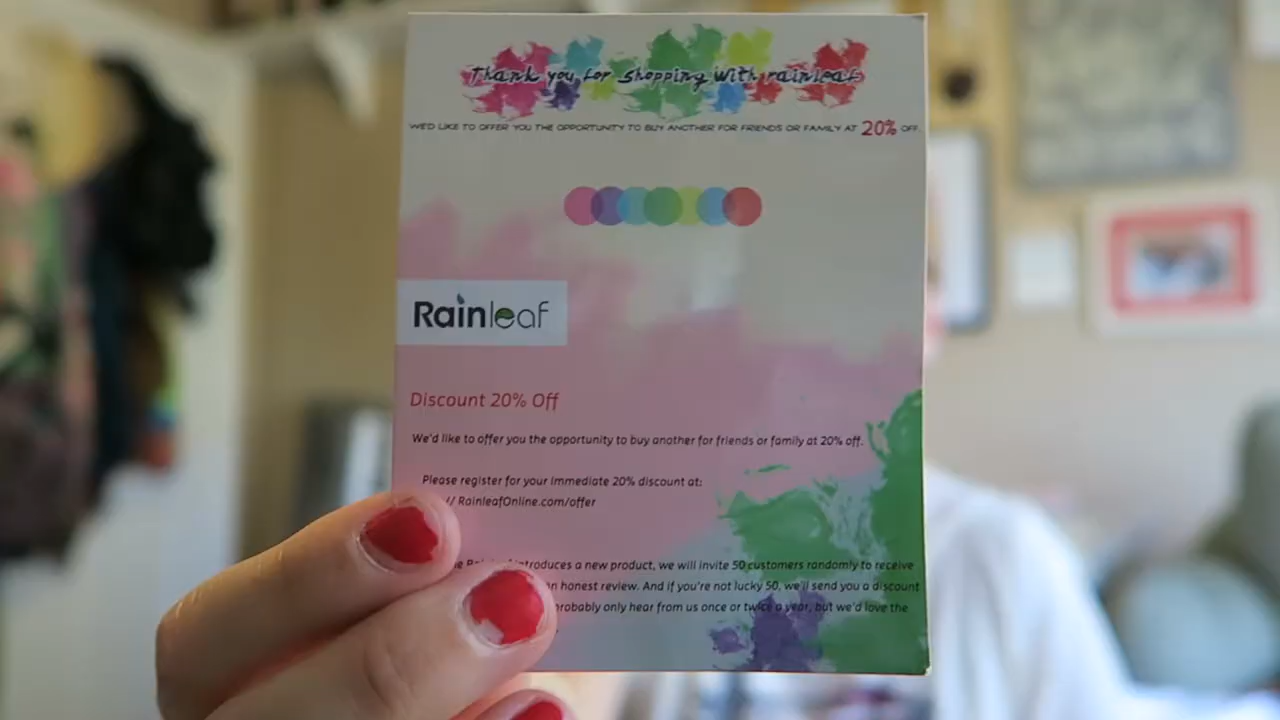 Thank you for shopping with rainleaf
WE'D LIKE TO OFFER YOU THE OPPORTUNITY TO BUY ANOTHER FOR FRIENDS OR FAMILY AT 20% OFF.
Rainleaf
Discount 20% Off
We'd like to offer you the opportunity to buy another for friends or family at 20% off.
Please register for your immediate 20% discount at:
// RainleafOnline.com/offer
introduces a new product, we will invite 50 customers randomly to receive
honest review. And if you're not lucky 50, we'll send you a discount
probably only hear from us once or twice a year, but we'd love the